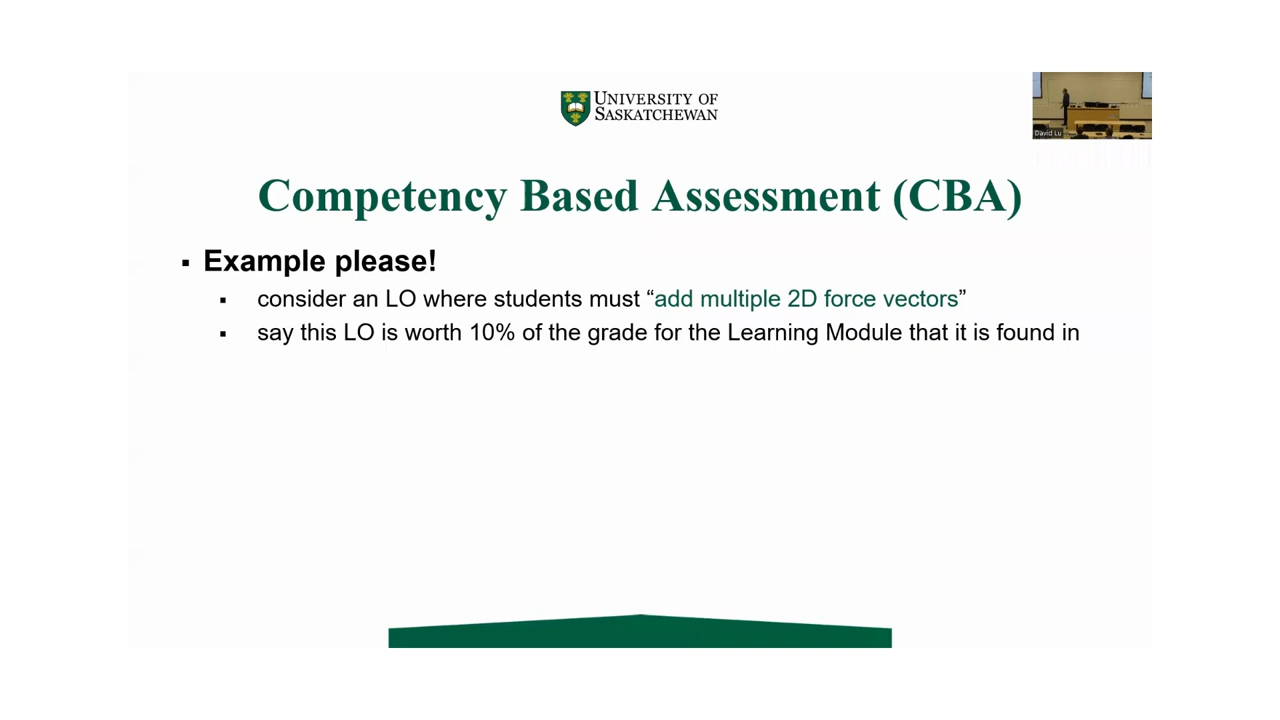 UNIVERSITY OF
SASKATCHEWAN
David Lu
Competency Based Assessment (CBA)
▪ Example please!
▪ consider an LO where students must “add multiple 2D force vectors”
▪ say this LO is worth 10% of the grade for the Learning Module that it is found in